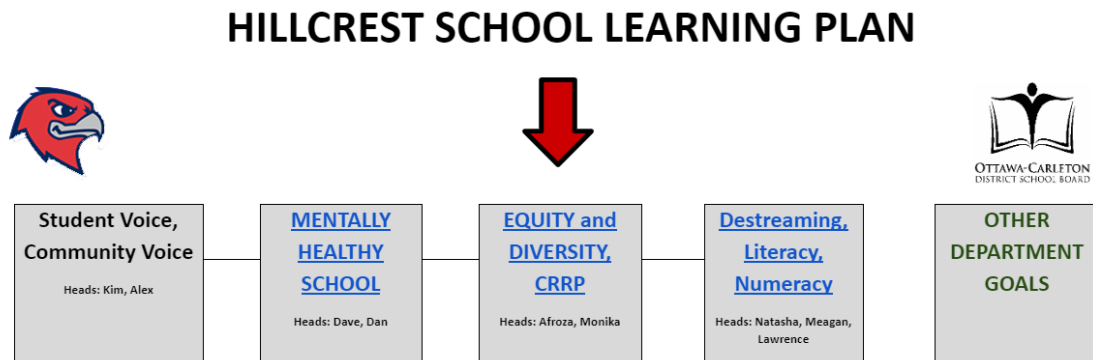 HILLCREST SCHOOL LEARNING PLAN
OTTAWA-CARLETON
DISTRICT SCHOOL BOARD
Student Voice,
Community Voice
Heads: Kim, Alex
MENTALLY
HEALTHY
SCHOOL
Heads: Dave, Dan
EQUITY and
DIVERSITY,
CRRP
Heads: Afroza, Monika
Destreaming,
Literacy,
Numeracy
Heads: Natasha, Meagan,
Lawrence
OTHER
DEPARTMENT
GOALS